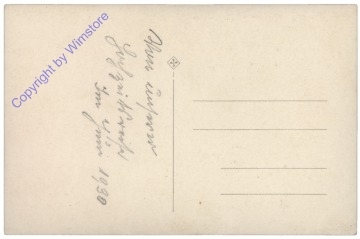 Copyright by Wimstore
Von unserer
Hochzeitsreise
Im Juni 1930